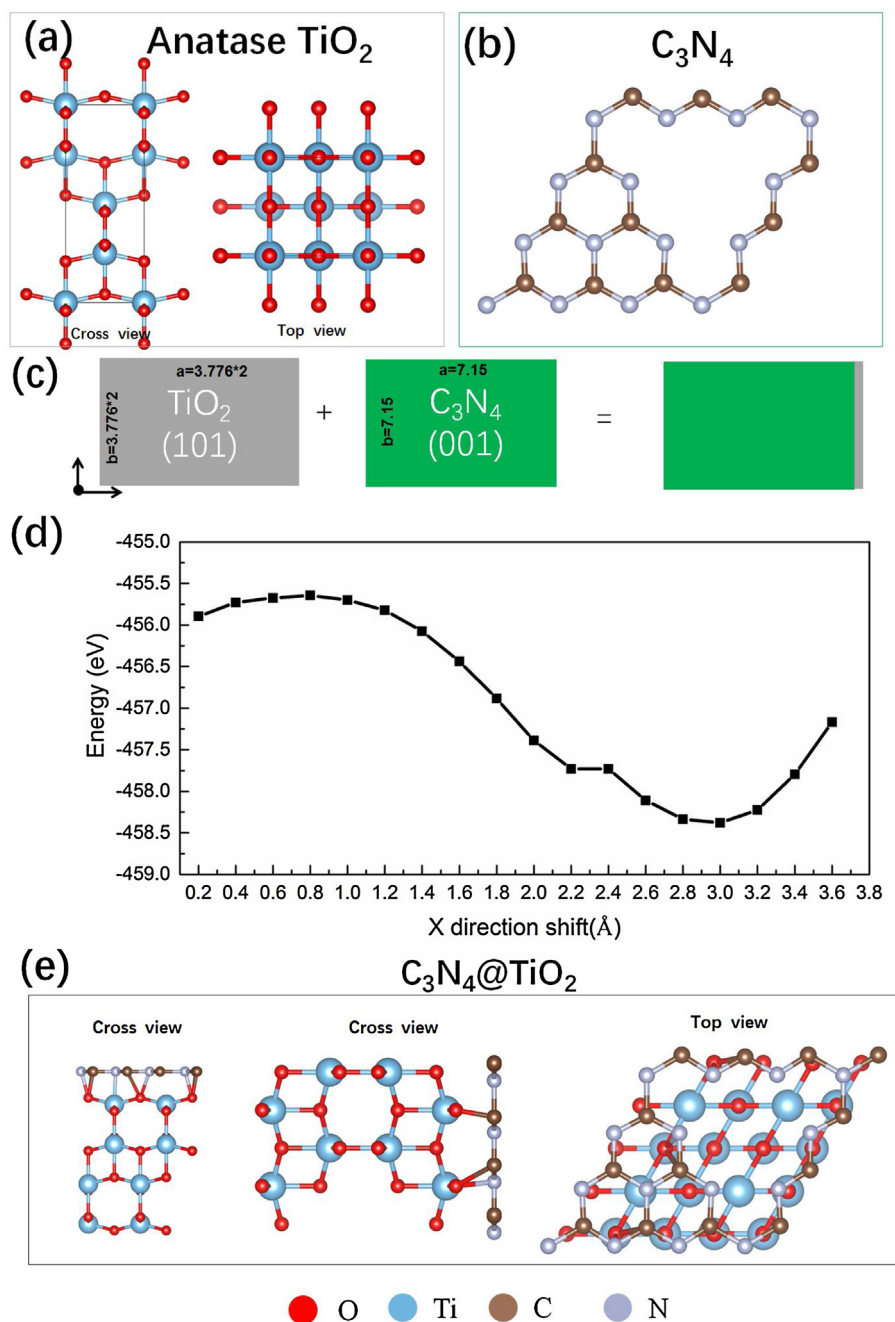 (a) Anatase TiO2
Cross view
Top view
(b) C3N4
(c)
a=3.776*2
b=3.776*2
TiO2
(101)
+
a=7.15
b=7.15
C3N4
(001)
=
(d)
-455.0
-455.5
-456.0
-456.5
-457.0
-457.5
-458.0
-458.5
-459.0
Energy (eV)
0.2 0.4 0.6 0.8 1.0 1.2 1.4 1.6 1.8 2.0 2.2 2.4 2.6 2.8 3.0 3.2 3.4 3.6 3.8
X direction shift(Å)
(e) C3N4@TiO2
Cross view
Cross view
Top view
O Ti C N